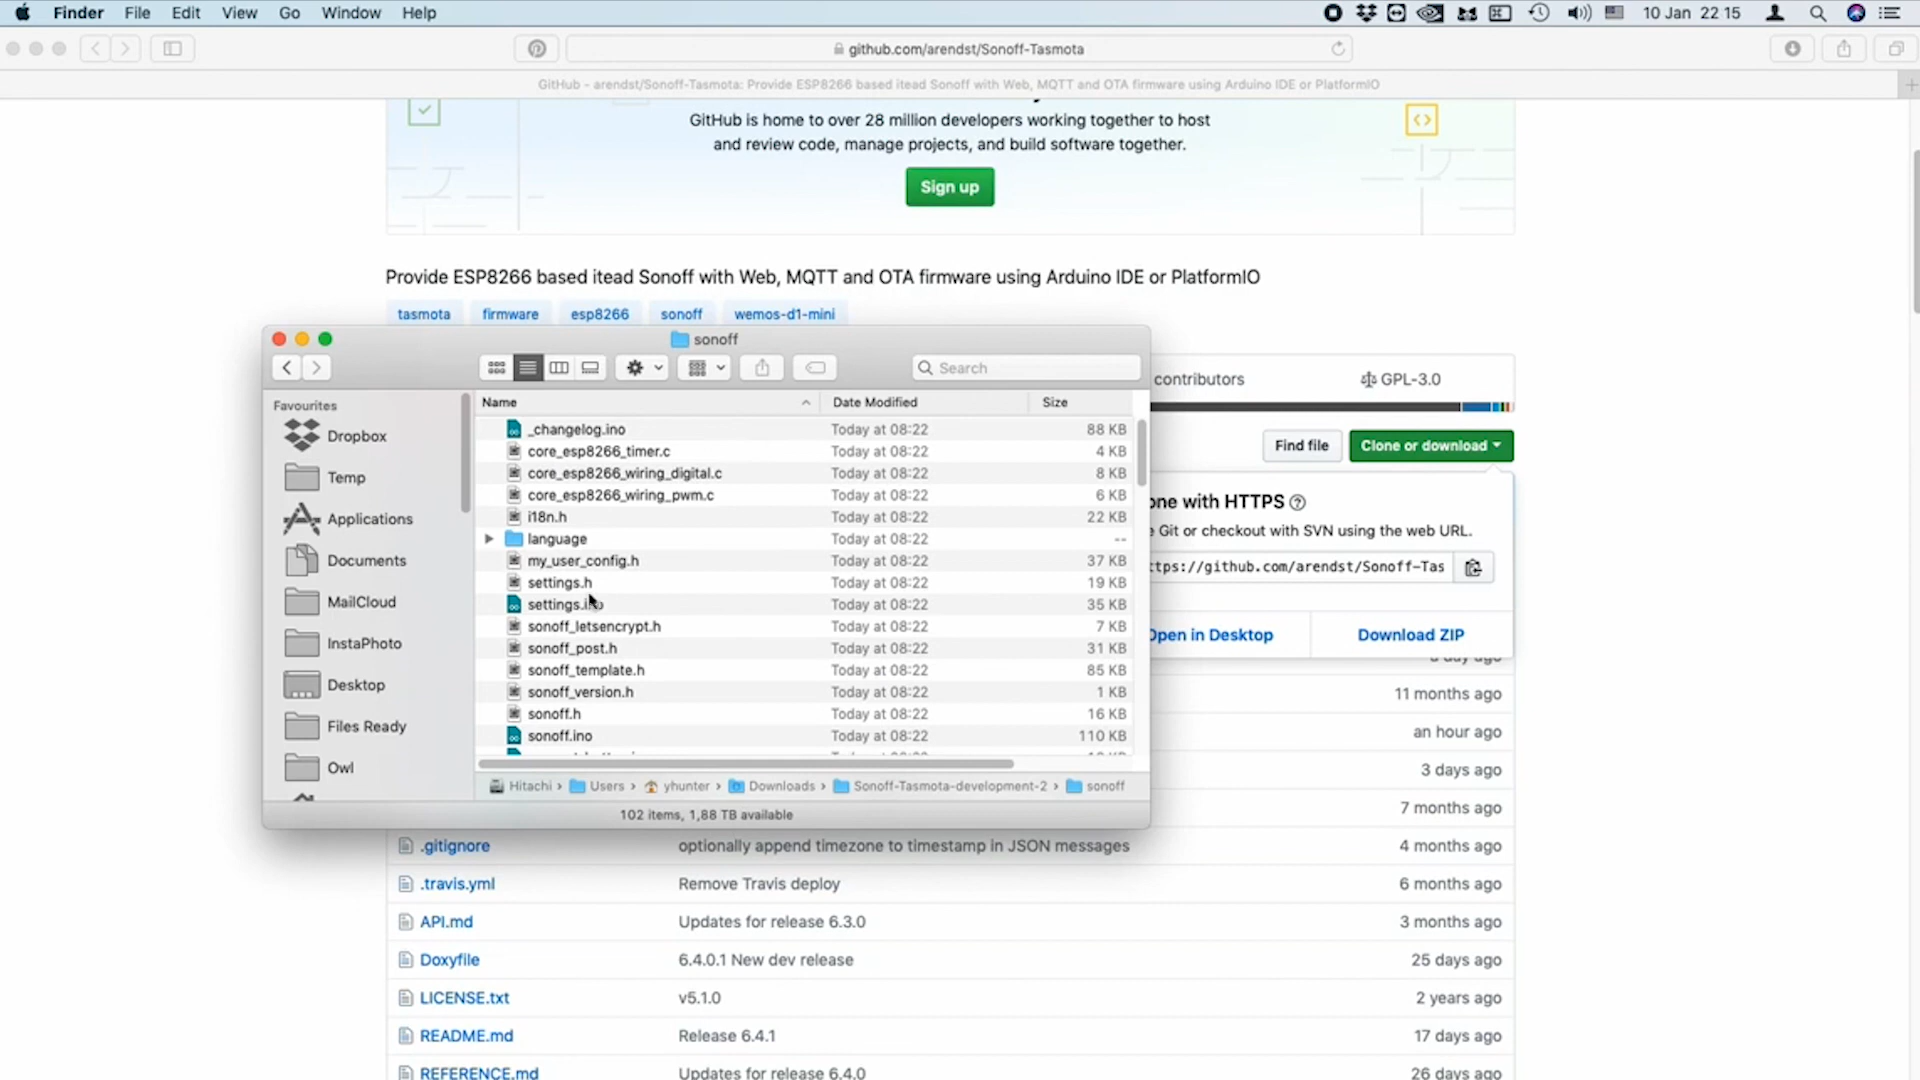 Finder File Edit View Go Window Help
10 Jan 22 15
github.com/arendst/Sonoff-Tasmota
GitHub - arendst/Sonoff-Tasmota: Provide ESP8266 based itead Sonoff with Web, MQTT and OTA firmware using Arduino IDE or PlatformIO
GitHub is home to over 28 million developers working together to host
and review code, manage projects, and build software together.
Sign up
Provide ESP8266 based itead Sonoff with Web, MQTT and OTA firmware using Arduino IDE or PlatformIO
tasmota firmware esp8266 sonoff wemos-d1-mini
contributors
GPL-3.0
Find file
Clone or download
with HTTPS
Git or checkout with SVN using the web URL.
ttps://github.com/arendst/Sonoff-Tas
Open in Desktop
Download ZIP
sonoff
Search
Favourites
Dropbox
Temp
Applications
Documents
MailCloud
InstaPhoto
Desktop
Files Ready
Owl
Name Date Modified Size
_changelog.ino Today at 08:22 88 KB
core_esp8266_timer.c Today at 08:22 4 KB
core_esp8266_wiring_digital.c Today at 08:22 8 KB
core_esp8266_wiring_pwm.c Today at 08:22 6 KB
i18n.h Today at 08:22 22 KB
language Today at 08:22 --
my_user_config.h Today at 08:22 37 KB
settings.h Today at 08:22 19 KB
settings.ino Today at 08:22 35 KB
sonoff_letsencrypt.h Today at 08:22 7 KB
sonoff_post.h Today at 08:22 31 KB
sonoff_template.h Today at 08:22 85 KB
sonoff_version.h Today at 08:22 1 KB
sonoff.h Today at 08:22 16 KB
sonoff.ino Today at 08:22 110 KB
Hitachi › Users › yhunter › Downloads › Sonoff-Tasmota-development-2 › sonoff
102 items, 1,88 TB available
a day ago
11 months ago
an hour ago
3 days ago
7 months ago
.gitignore optionally append timezone to timestamp in JSON messages 4 months ago
.travis.yml Remove Travis deploy 6 months ago
API.md Updates for release 6.3.0 3 months ago
Doxyfile 6.4.0.1 New dev release 25 days ago
LICENSE.txt v5.1.0 2 years ago
README.md Release 6.4.1 17 days ago
REFERENCE.md Updates for release 6.4.0 26 days ago